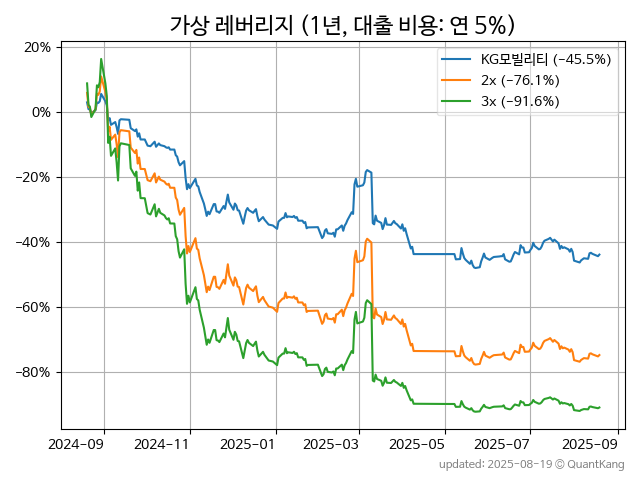 가상 레버리지 (1년, 대출 비용: 연 5%)
KG모빌리티 (-45.5%)
2x (-76.1%)
3x (-91.6%)
20%
0%
-20%
-40%
-60%
-80%
2024-09 2024-11 2025-01 2025-03 2025-05 2025-07 2025-09
updated: 2025-08-19 © QuantKang